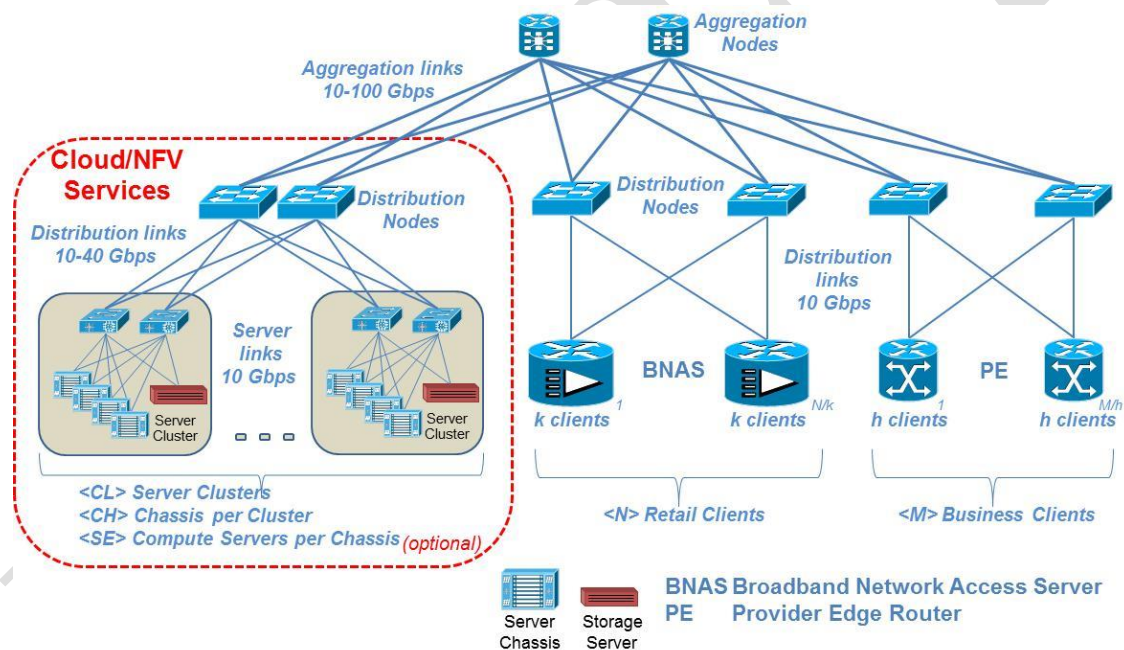 Aggregation
Nodes
Aggregation links
10-100 Gbps
Cloud/NFV
Services
Distribution
Nodes
Distribution links
10-40 Gbps
Server
links
10 Gbps
Server
Cluster
Server
Cluster
<CL> Server Clusters
<CH> Chassis per Cluster
<SE> Compute Servers per Chassis (optional)
Distribution
Nodes
Distribution
links
10 Gbps
BNAS
PE
1
N/k
1
M/h
k clients
k clients
h clients
h clients
<N> Retail Clients
<M> Business Clients
Server
Chassis
Storage
Server
BNAS Broadband Network Access Server
PE Provider Edge Router